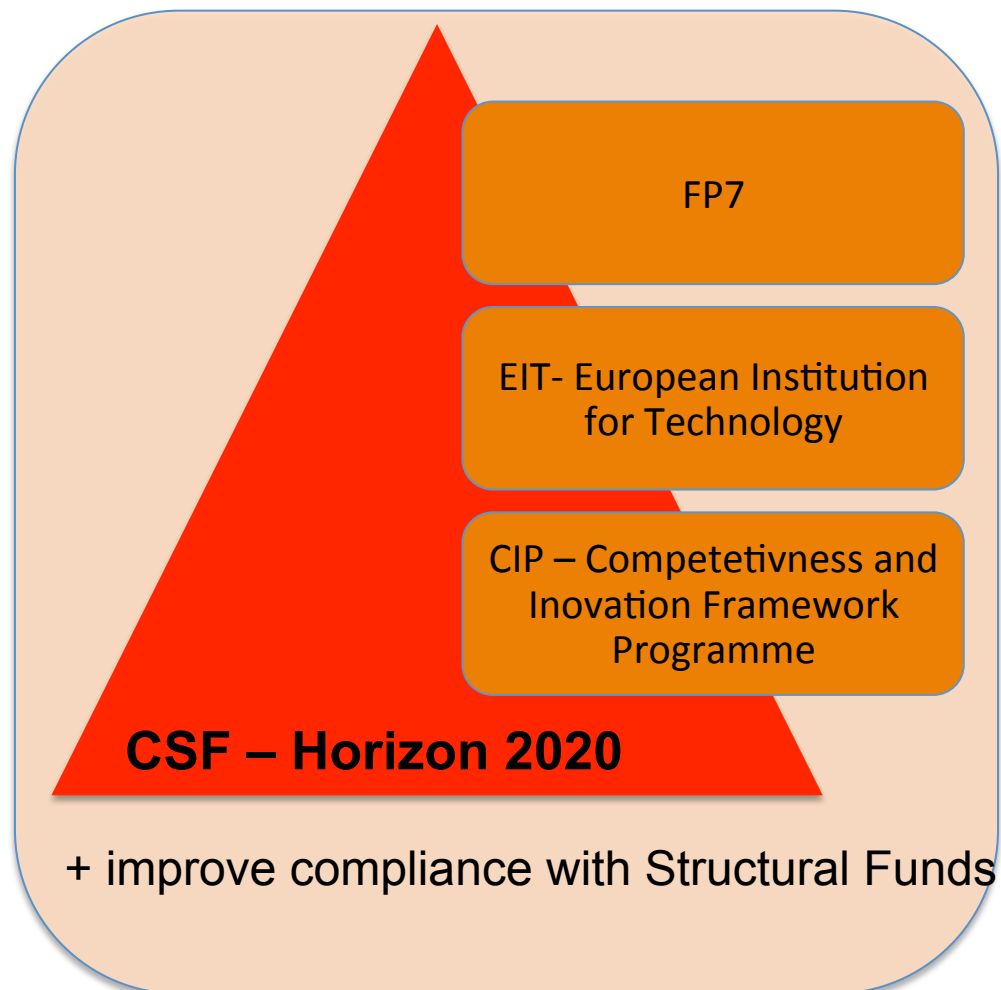 FP7
EIT- European Institution
for Technology
CIP – Competetivness and
Inovation Framework
Programme
CSF – Horizon 2020
+ improve compliance with Structural Funds